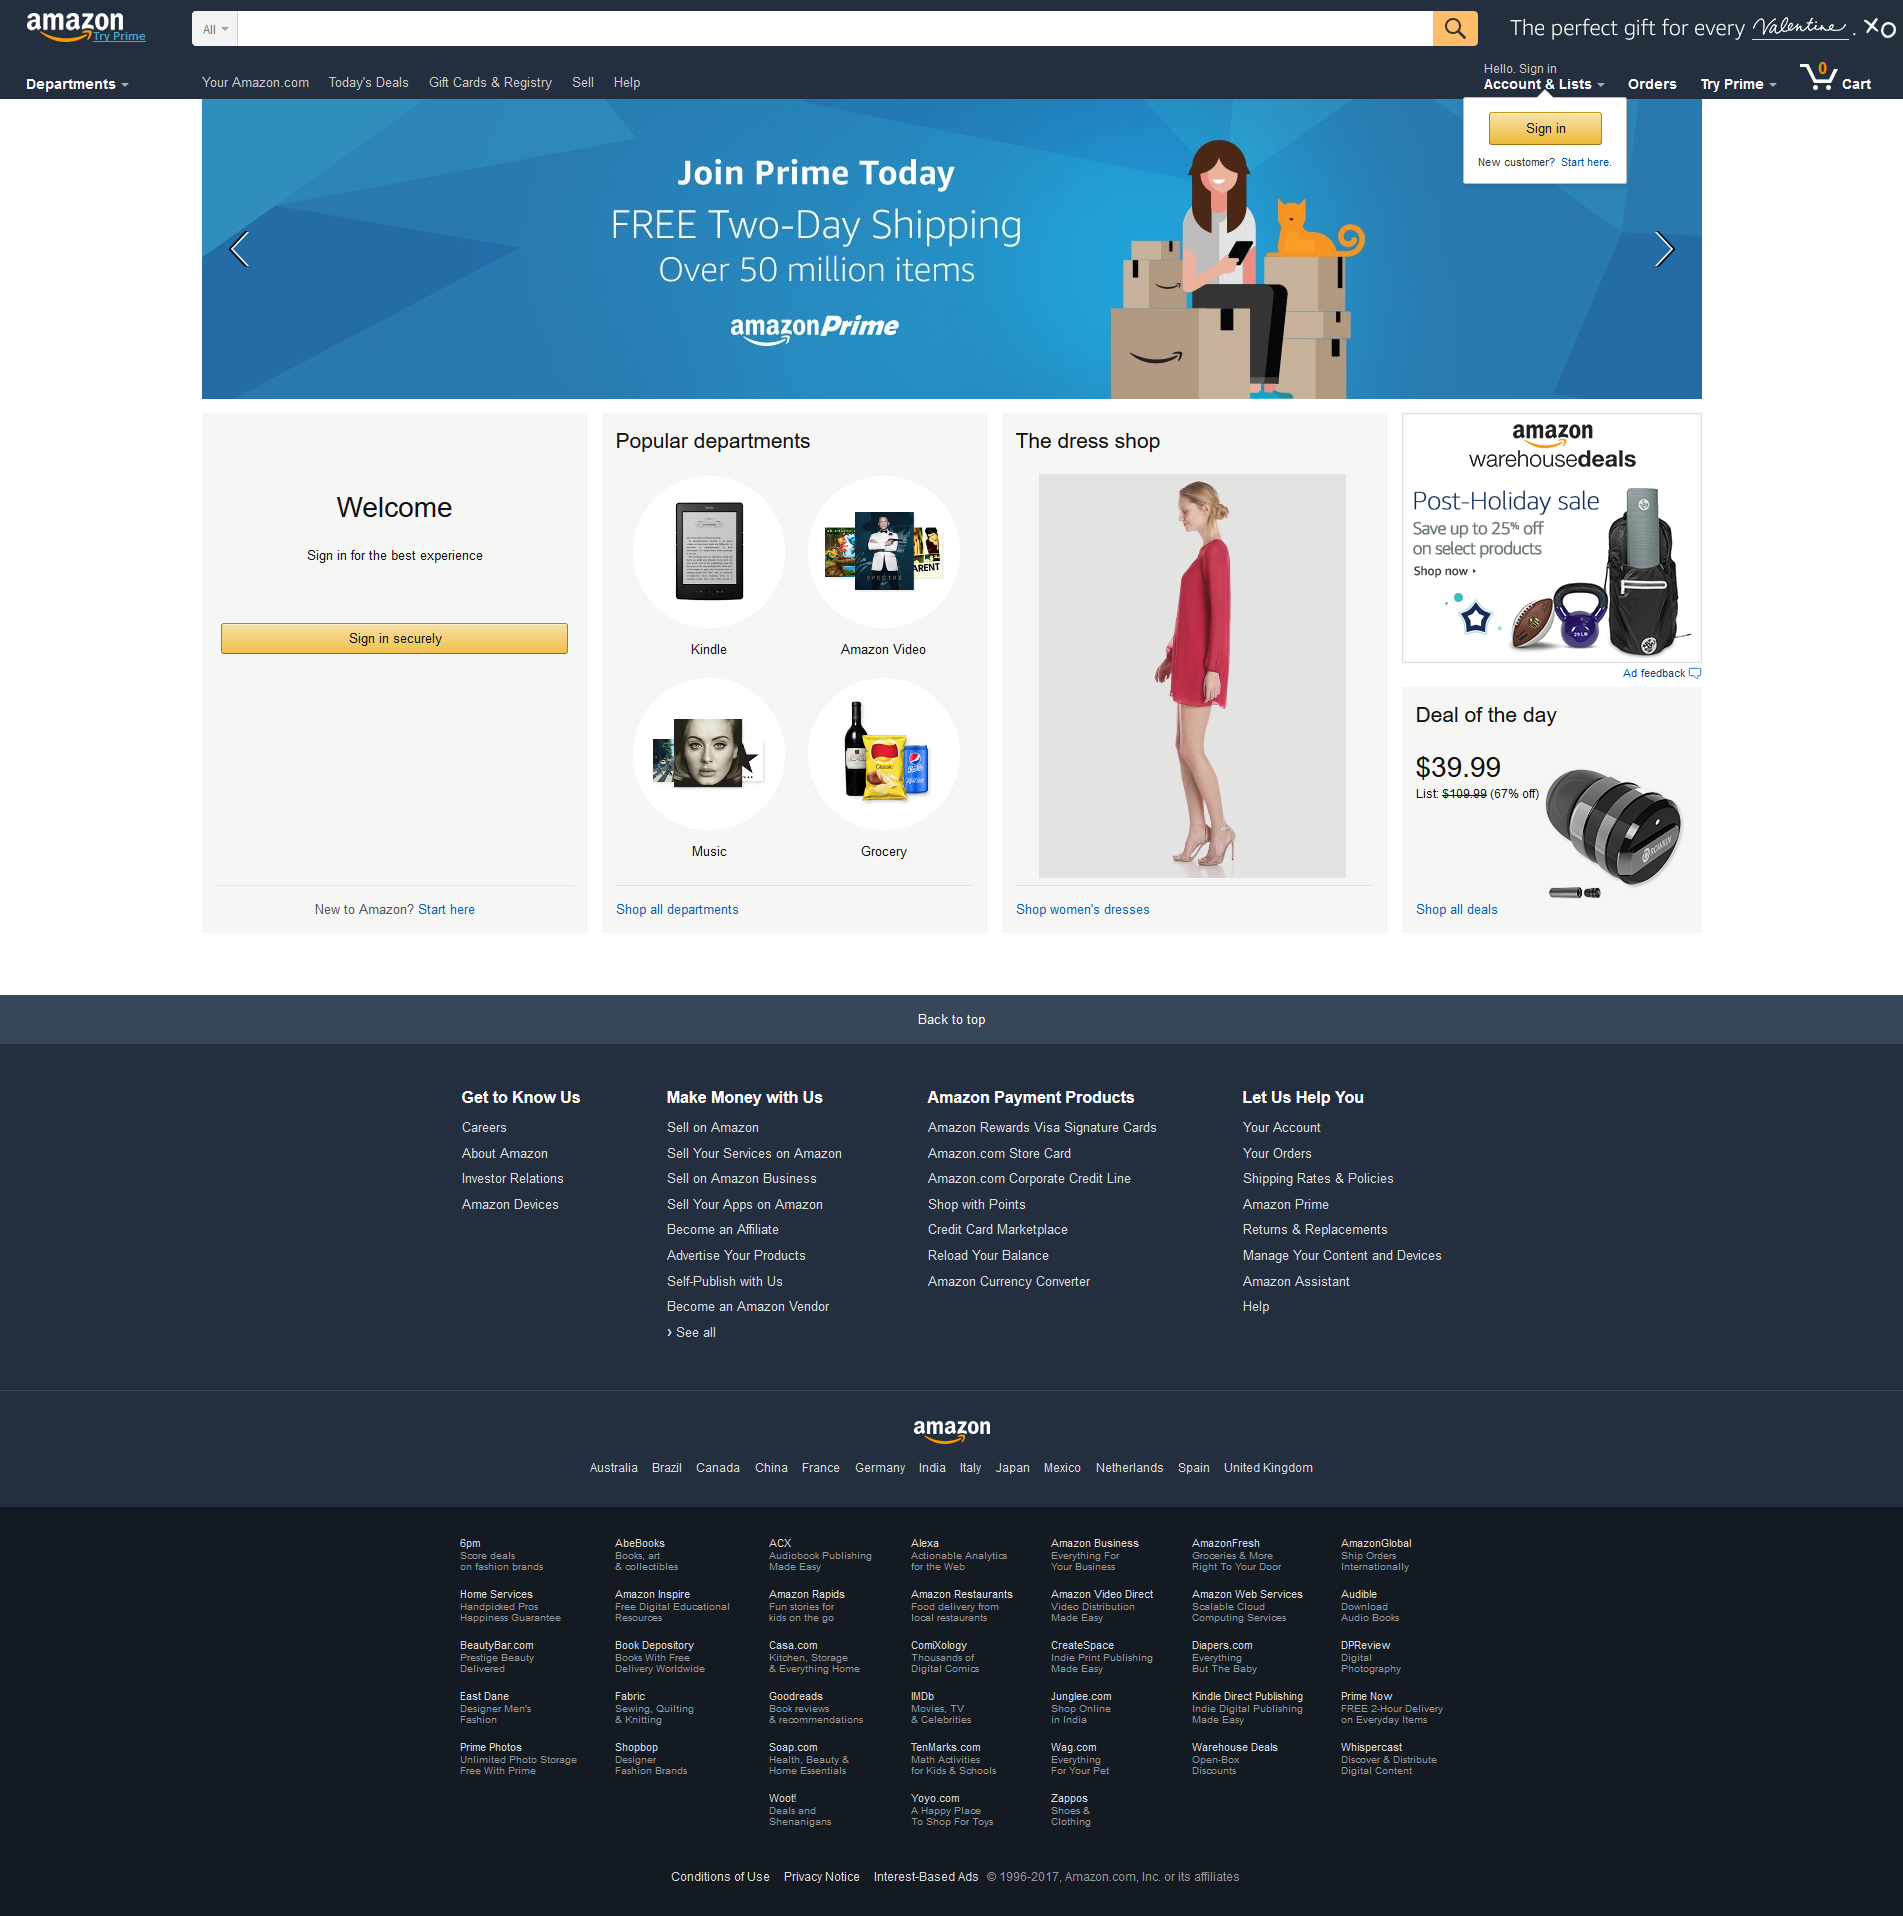 amazon
Try Prime
All
The perfect gift for every Valentine. XO
Departments
Your Amazon.com Today's Deals Gift Cards & Registry Sell Help
Hello. Sign in
Account & Lists
Orders
Try Prime
0
Cart
Sign in
New customer? Start here.
Join Prime Today
FREE Two-Day Shipping
Over 50 million items
amazonPrime
Welcome
Sign in for the best experience
Sign in securely
New to Amazon? Start here
Popular departments
kindle
SPECTRE
ARENT
Kindle
Amazon Video
Classic
Music
Grocery
Shop all departments
The dress shop
Shop women's dresses
amazon
warehousedeals
Post-Holiday sale
Save up to 25% off
on select products
Shop now
20 LB
Ad feedback
Deal of the day
$39.99
List: $109.99 (67% off)
ROWKIN
Shop all deals
Back to top
Get to Know Us
Careers
About Amazon
Investor Relations
Amazon Devices
Make Money with Us
Sell on Amazon
Sell Your Services on Amazon
Sell on Amazon Business
Sell Your Apps on Amazon
Become an Affiliate
Advertise Your Products
Self-Publish with Us
Become an Amazon Vendor
› See all
Amazon Payment Products
Amazon Rewards Visa Signature Cards
Amazon.com Store Card
Amazon.com Corporate Credit Line
Shop with Points
Credit Card Marketplace
Reload Your Balance
Amazon Currency Converter
Let Us Help You
Your Account
Your Orders
Shipping Rates & Policies
Amazon Prime
Returns & Replacements
Manage Your Content and Devices
Amazon Assistant
Help
amazon
Australia Brazil Canada China France Germany India Italy Japan Mexico Netherlands Spain United Kingdom
6pm
Score deals
on fashion brands
AbeBooks
Books, art
& collectibles
ACX
Audiobook Publishing
Made Easy
Alexa
Actionable Analytics
for the Web
Amazon Business
Everything For
Your Business
AmazonFresh
Groceries & More
Right To Your Door
AmazonGlobal
Ship Orders
Internationally
Home Services
Handpicked Pros
Happiness Guarantee
Amazon Inspire
Free Digital Educational
Resources
Amazon Rapids
Fun stories for
kids on the go
Amazon Restaurants
Food delivery from
local restaurants
Amazon Video Direct
Video Distribution
Made Easy
Amazon Web Services
Scalable Cloud
Computing Services
Audible
Download
Audio Books
BeautyBar.com
Prestige Beauty
Delivered
Book Depository
Books With Free
Delivery Worldwide
Casa.com
Kitchen, Storage
& Everything Home
ComiXology
Thousands of
Digital Comics
CreateSpace
Indie Print Publishing
Made Easy
Diapers.com
Everything
But The Baby
DPReview
Digital
Photography
East Dane
Designer Men's
Fashion
Fabric
Sewing, Quilting
& Knitting
Goodreads
Book reviews
& recommendations
IMDb
Movies, TV
& Celebrities
Junglee.com
Shop Online
in India
Kindle Direct Publishing
Indie Digital Publishing
Made Easy
Prime Now
FREE 2-Hour Delivery
on Everyday Items
Prime Photos
Unlimited Photo Storage
Free With Prime
Shopbop
Designer
Fashion Brands
Soap.com
Health, Beauty &
Home Essentials
TenMarks.com
Math Activities
for Kids & Schools
Wag.com
Everything
For Your Pet
Warehouse Deals
Open-Box
Discounts
Whispercast
Discover & Distribute
Digital Content
Woot!
Deals and
Shenanigans
Yoyo.com
A Happy Place
To Shop For Toys
Zappos
Shoes &
Clothing
Conditions of Use Privacy Notice Interest-Based Ads © 1996-2017, Amazon.com, Inc. or its affiliates